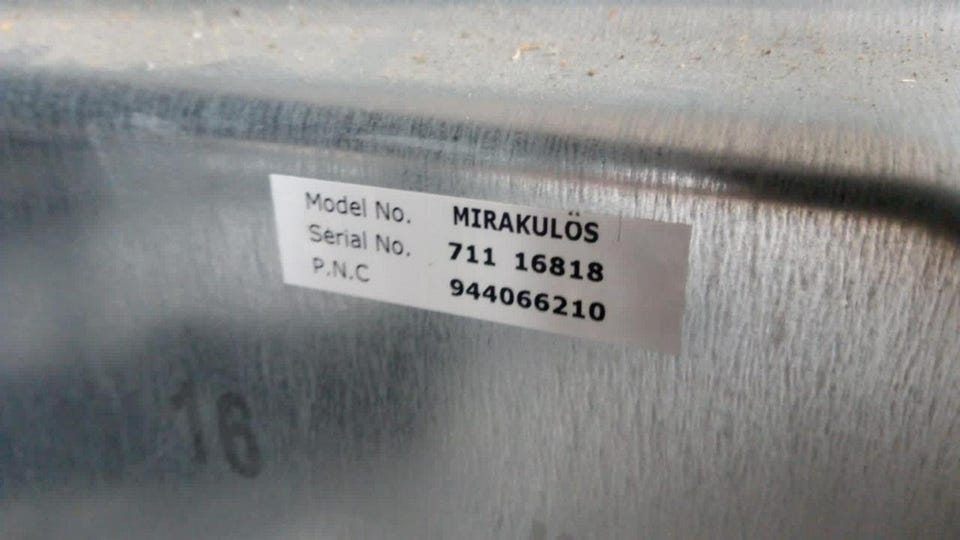 Model No. MIRAKULÖS
Serial No. 711 16818
P.N.C 944066210
16